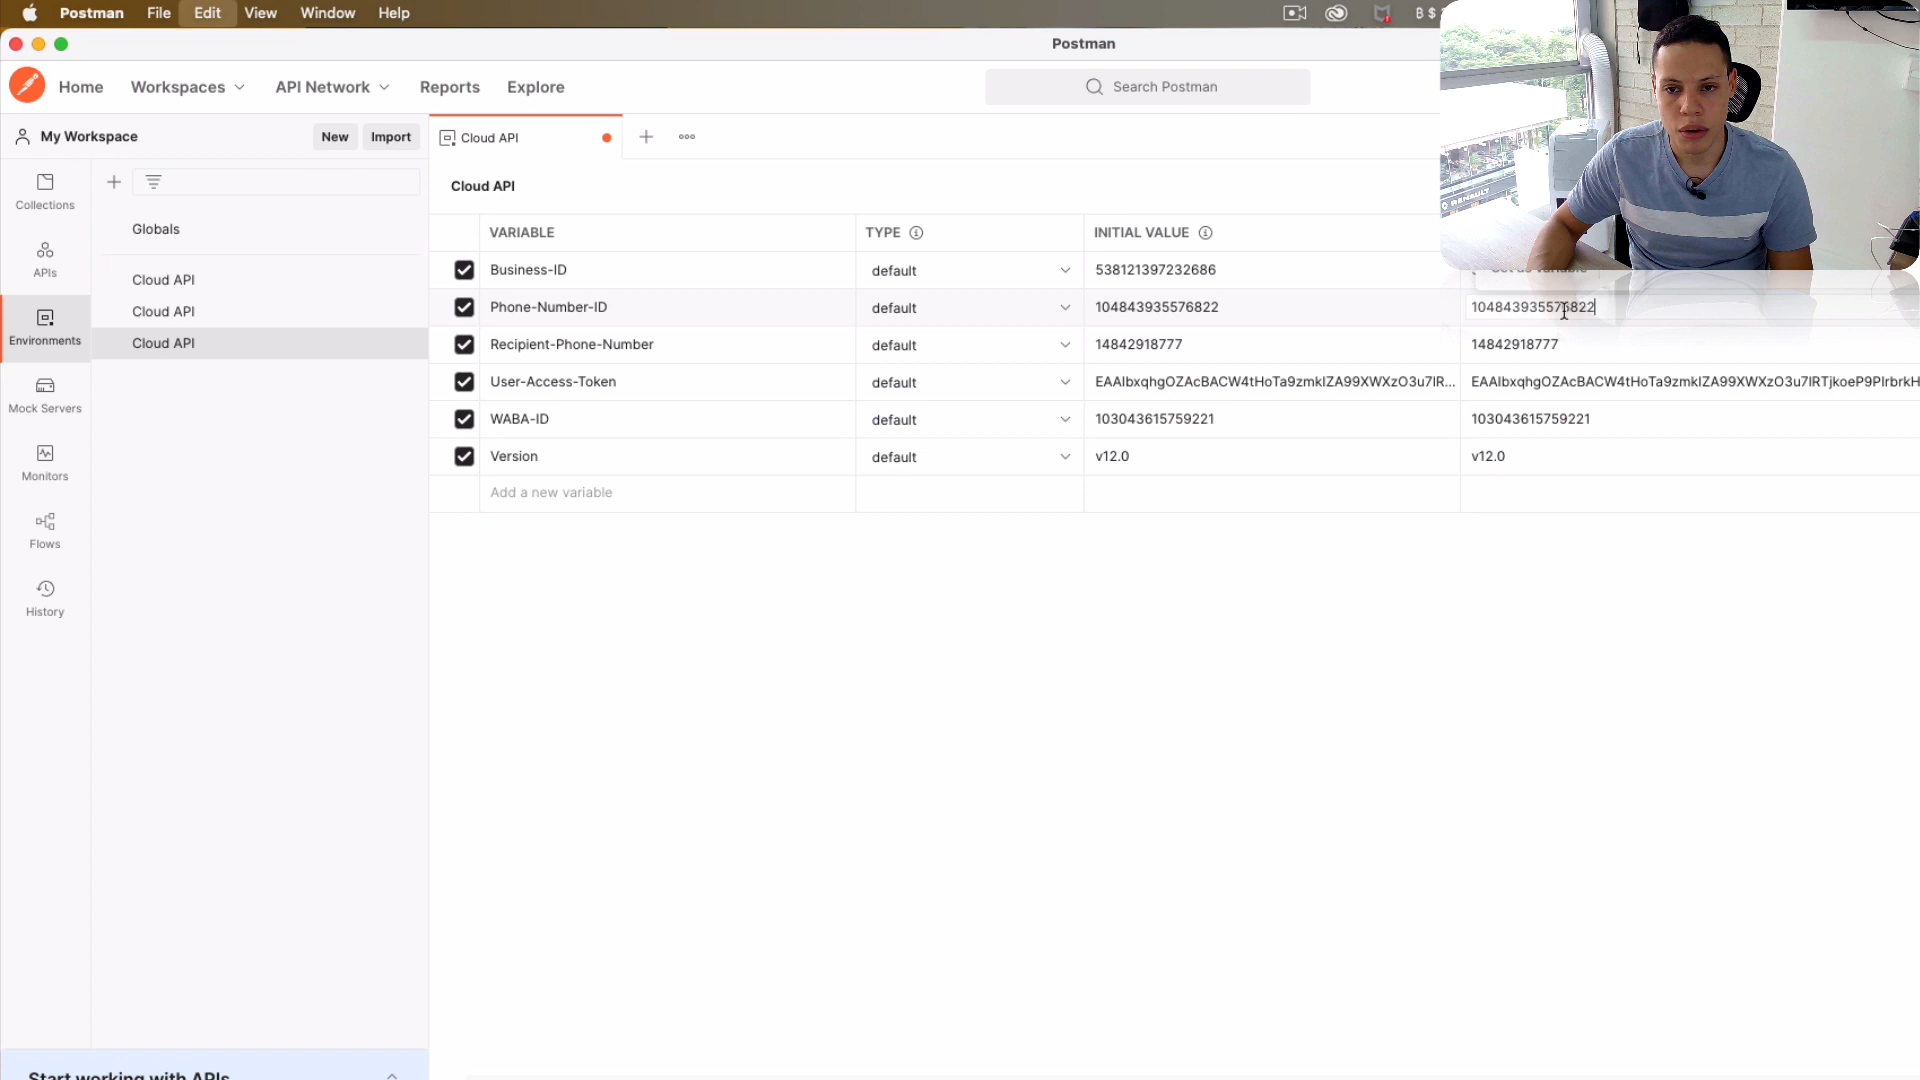 Postman File Edit View Window Help
B $
Postman
Home Workspaces API Network Reports Explore
Search Postman
My Workspace New Import
Cloud API
Collections
APIs
Environments
Mock Servers
Monitors
Flows
History
Globals
Cloud API
Cloud API
Cloud API
Cloud API
VARIABLE TYPE INITIAL VALUE
Business-ID default 538121397232686
Phone-Number-ID default 104843935576822 104843935576822
Recipient-Phone-Number default 14842918777 14842918777
User-Access-Token default
WABA-ID default 103043615759221 103043615759221
Version default v12.0 v12.0
Add a new variable
Start working with APIs
RENAULT